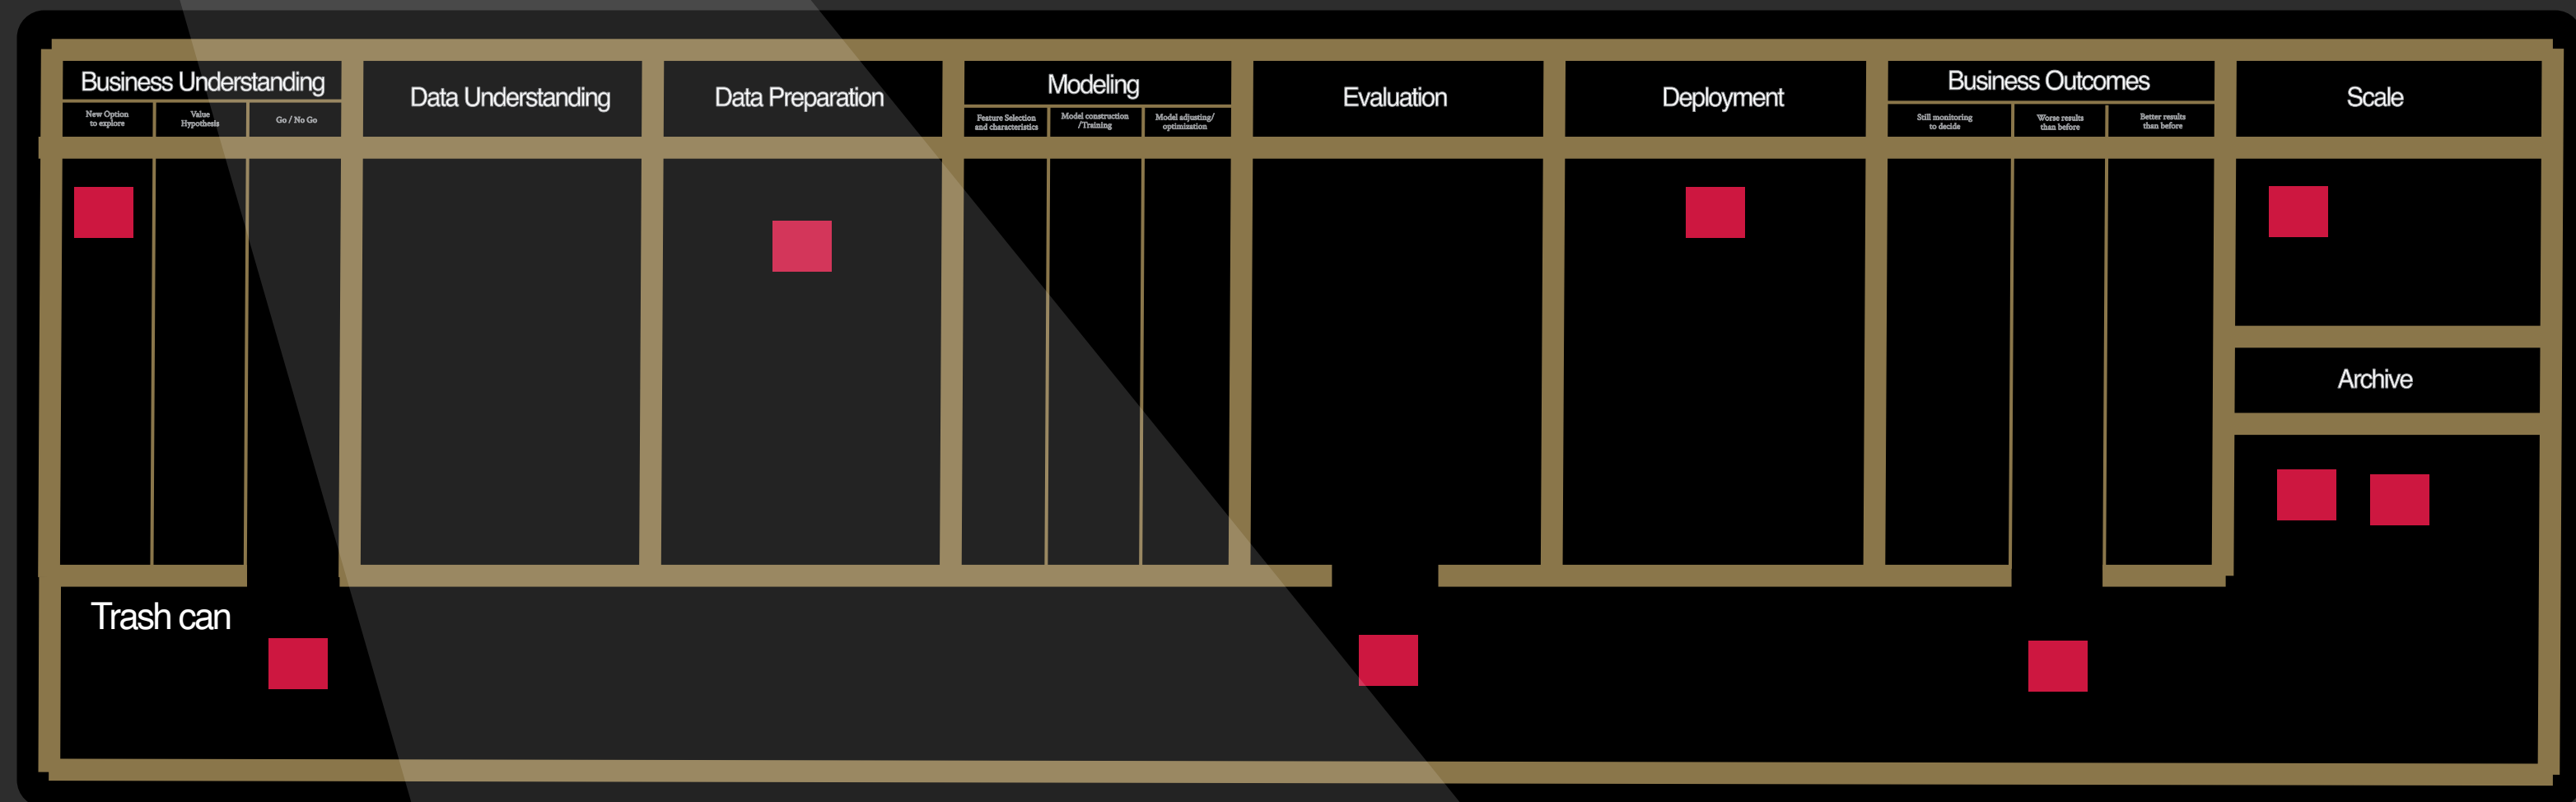 Business Understanding
New Option
to explore
Value
Hypothesis
Go / No Go
Data Understanding
Data Preparation
Modeling
Feature Selection
and characteristics
Model construction
/Training
Model adjusting/
optimization
Evaluation
Deployment
Business Outcomes
Still monitoring
to decide
Worse results
than before
Better results
than before
Scale
Archive
Trash can